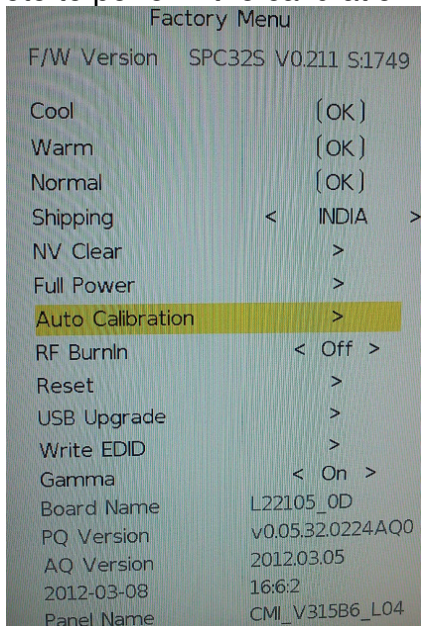 Factory Menu
F/W Version SPC32S V0.211 S:1749
Cool [OK]
Warm [OK]
Normal [OK]
Shipping < INDIA >
NV Clear >
Full Power >
Auto Calibration >
RF BurnIn < Off >
Reset >
USB Upgrade >
Write EDID >
Gamma < On >
Board Name L22105_0D
PQ Version v0.05.32.0224AQ0
AQ Version 2012.03.05
2012-03-08 16:6:2
Panel Name CMI_V315B6_L04